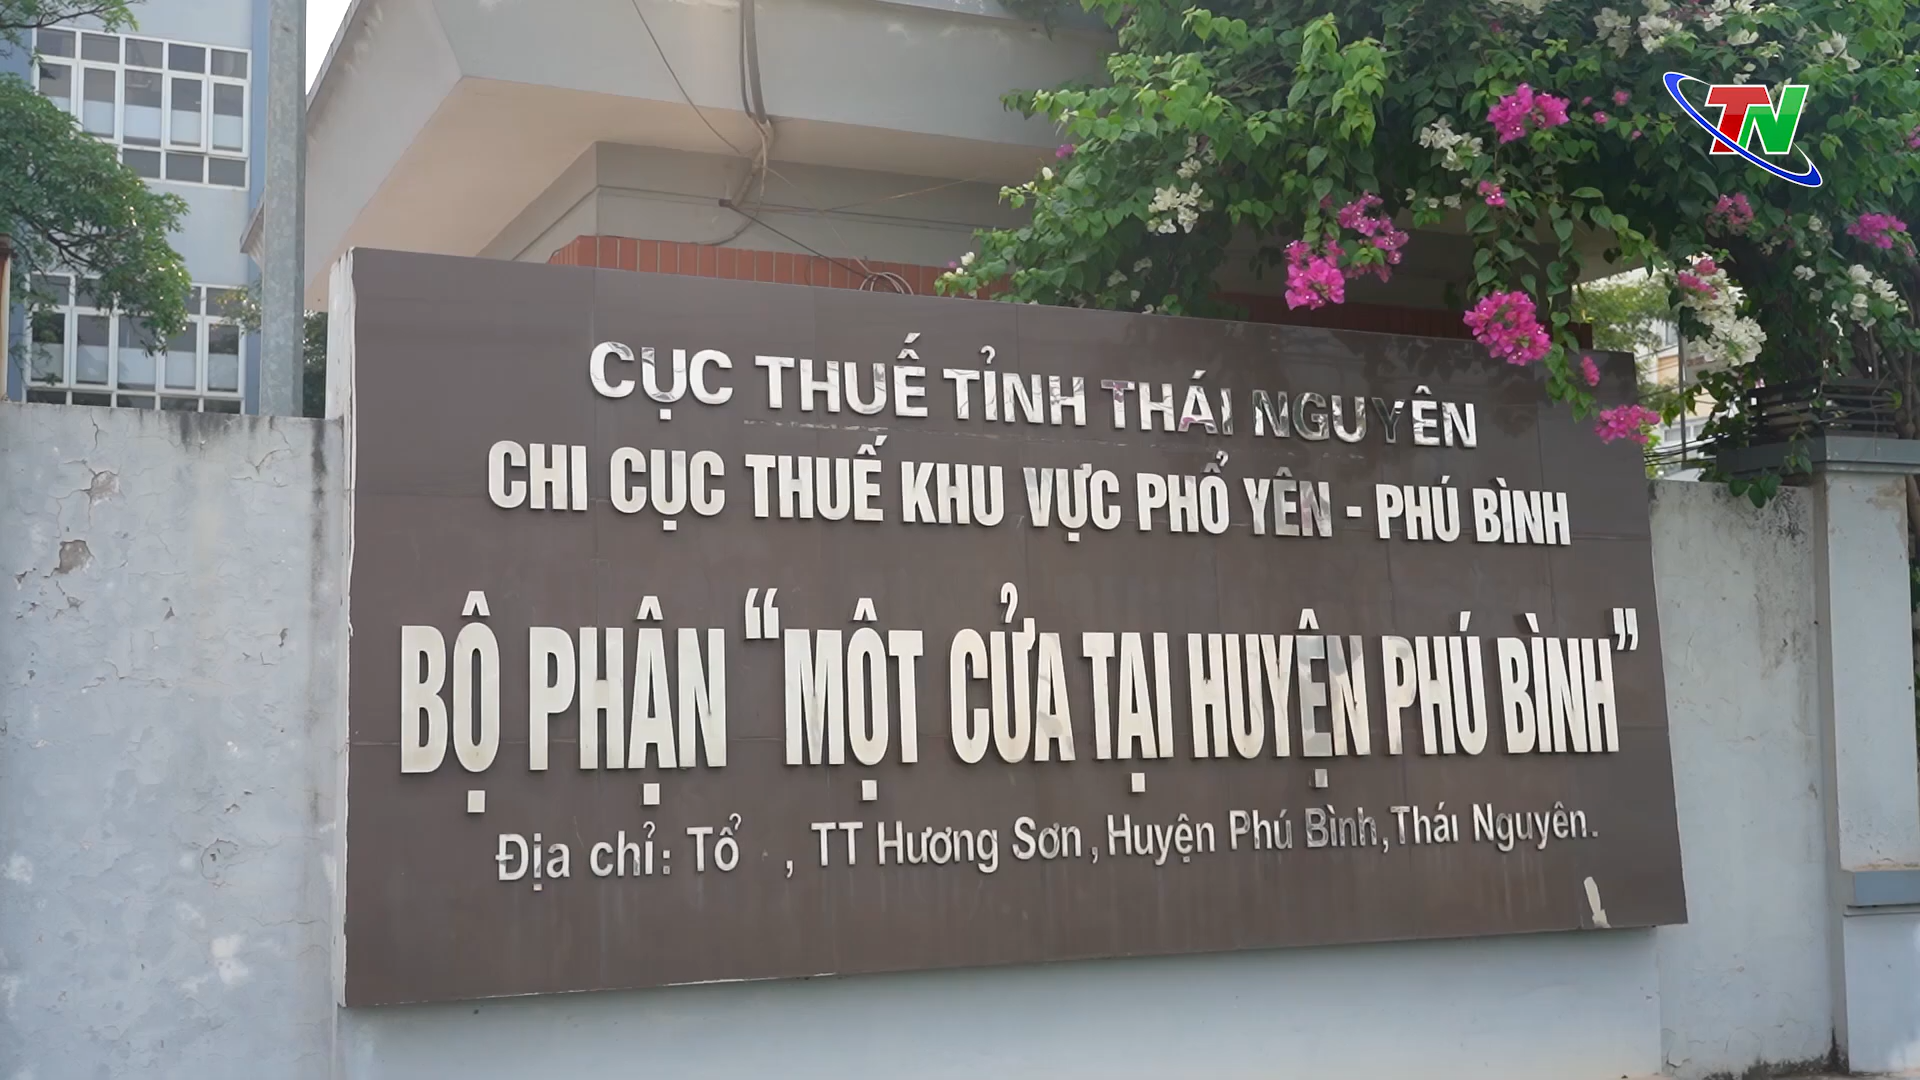 TN
CỤC THUẾ TỈNH THÁI NGUYÊN
CHI CỤC THUẾ KHU VỰC PHỔ YÊN - PHÚ BÌNH
BỘ PHẬN “MỘT CỬA TẠI HUYỆN PHÚ BÌNH”
Địa chỉ: Tổ , TT Hương Sơn, Huyện Phú Bình, Thái Nguyên.